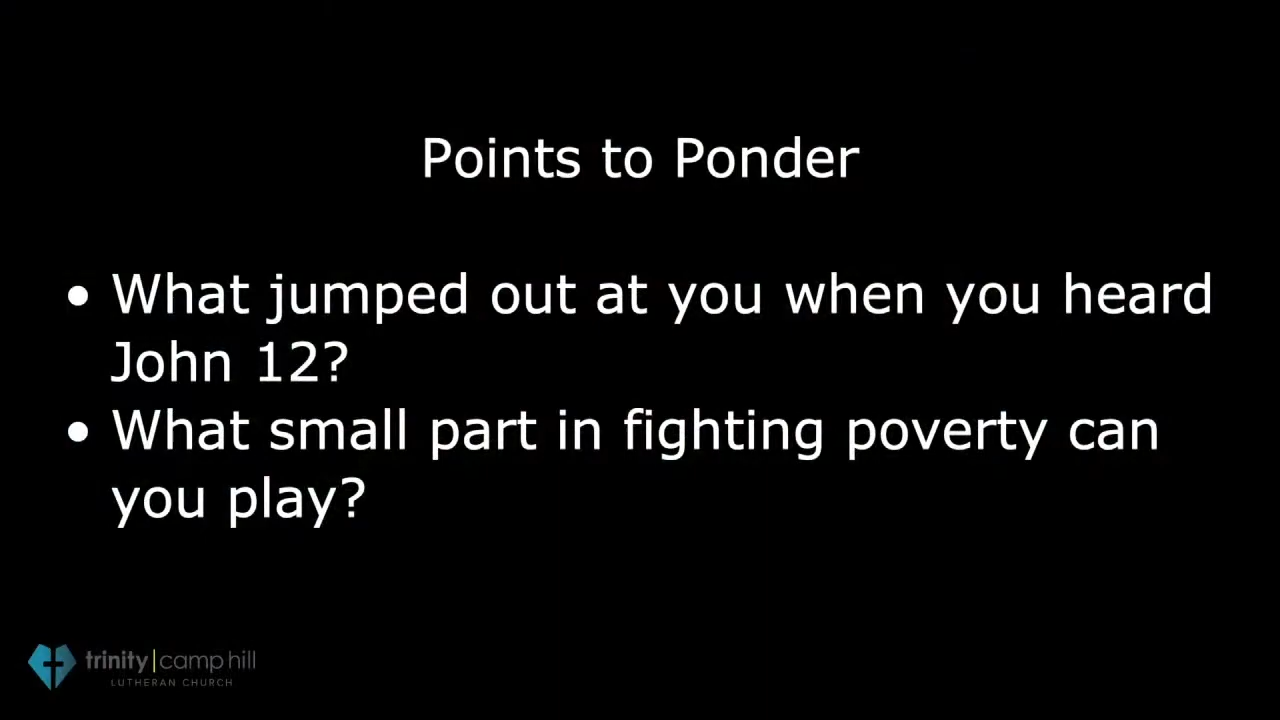 Points to Ponder
• What jumped out at you when you heard
John 12?
• What small part in fighting poverty can
you play?
trinity|camp hill
LUTHERAN CHURCH